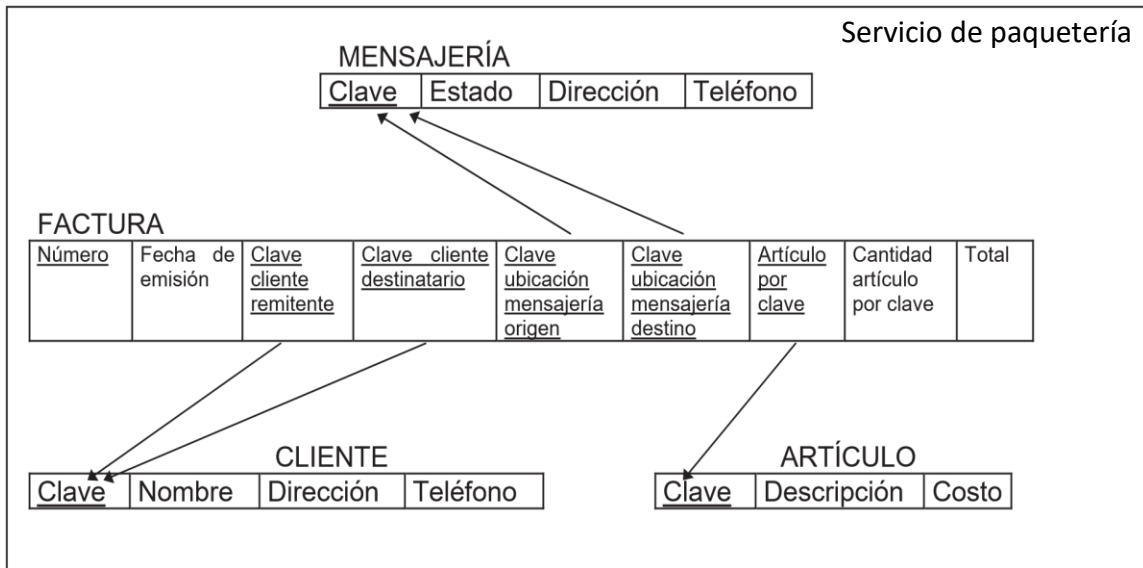 Servicio de paquetería
MENSAJERÍA
Clave Estado Dirección Teléfono
FACTURA
Número
Fecha de
emisión
Clave
cliente
remitente
Clave cliente
destinatario
Clave
ubicación
mensajería
origen
Clave
ubicación
mensajería
destino
Artículo
por
clave
Cantidad
artículo
por clave
Total
CLIENTE
Clave Nombre Dirección Teléfono
ARTÍCULO
Clave Descripción Costo